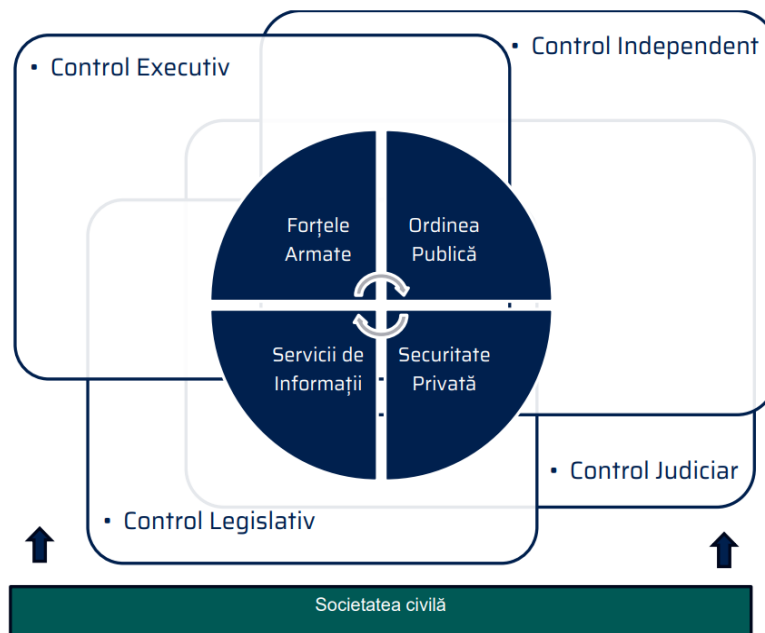 • Control Executiv
• Control Independent
Forțele
Armate
Ordinea
Publică
Servicii de
Informații
Securitate
Privată
• Control Judiciar
• Control Legislativ
Societatea civilă